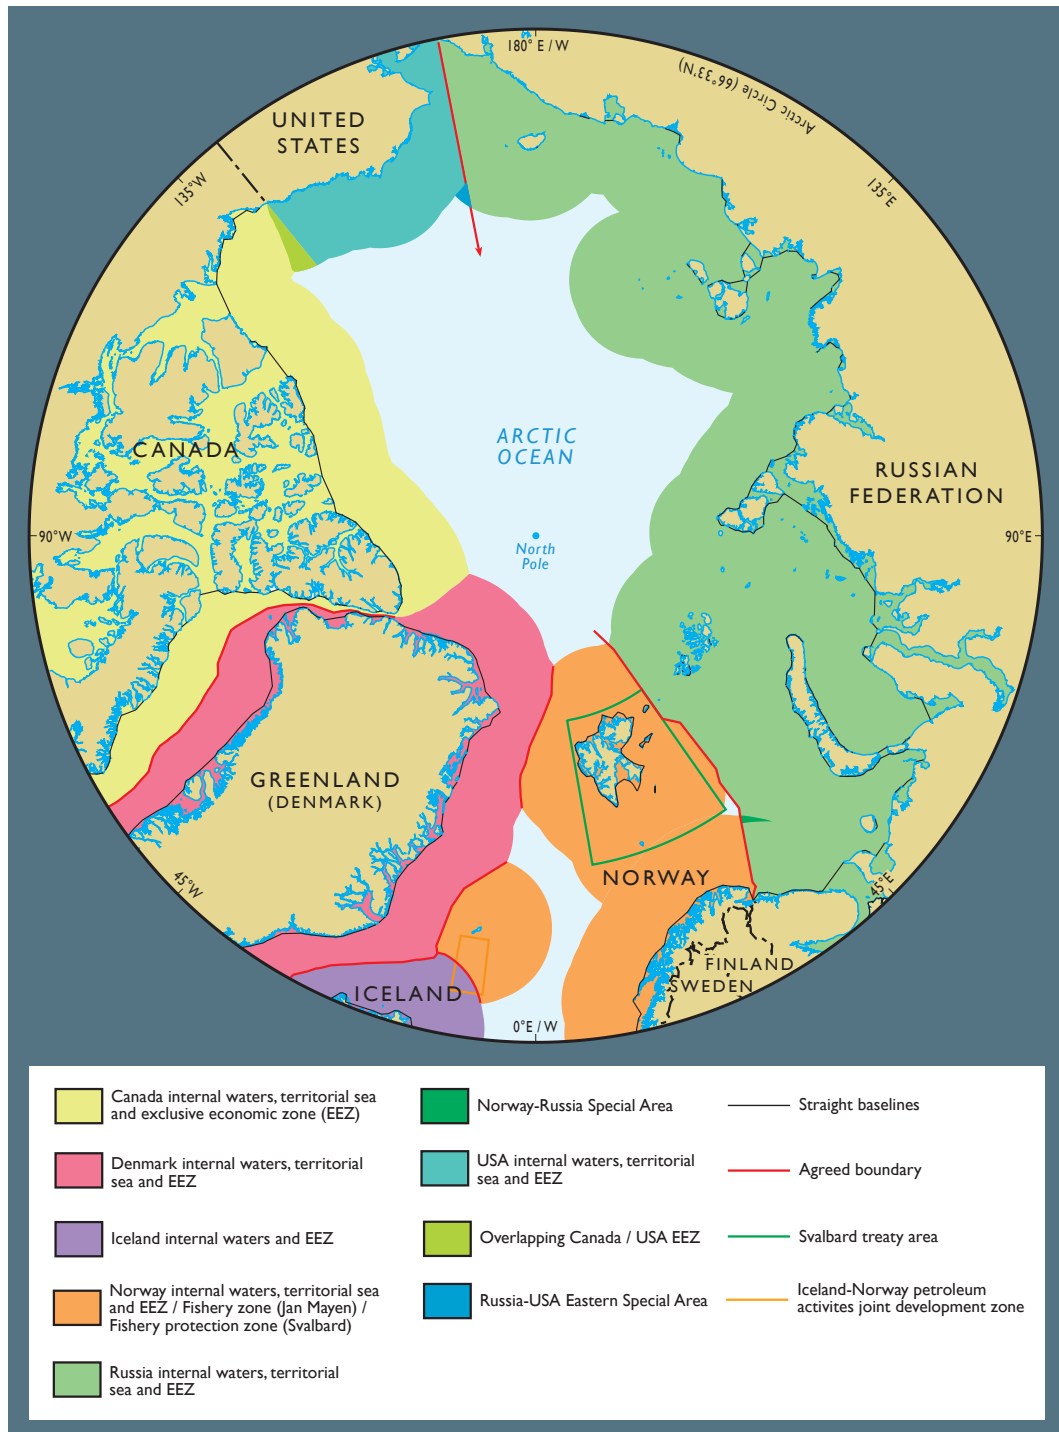 180° E / W
Arctic Circle (66°33'N)
UNITED
STATES
135°W
135°E
ARCTIC
OCEAN
CANADA
RUSSIAN
FEDERATION
90°W
North
Pole
90°E
GREENLAND
(DENMARK)
NORWAY
45°W
45°E
FINLAND
SWEDEN
ICELAND
0°E / W
Canada internal waters, territorial sea
and exclusive economic zone (EEZ)
Denmark internal waters, territorial
sea and EEZ
Iceland internal waters and EEZ
Norway internal waters, territorial sea
and EEZ / Fishery zone (Jan Mayen) /
Fishery protection zone (Svalbard)
Russia internal waters, territorial
sea and EEZ
Norway-Russia Special Area
USA internal waters, territorial
sea and EEZ
Overlapping Canada / USA EEZ
Russia-USA Eastern Special Area
Straight baselines
Agreed boundary
Svalbard treaty area
Iceland-Norway petroleum
activites joint development zone